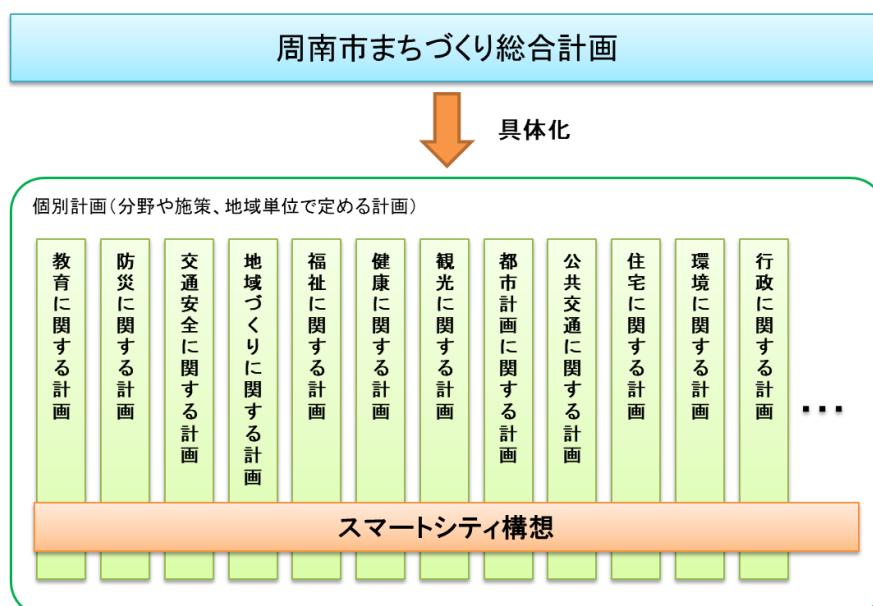 周南市まちづくり総合計画
具体化
個別計画(分野や施策、地域単位で定める計画)
教育に関する計画
防災に関する計画
交通安全に関する計画
地域づくりに関する計画
福祉に関する計画
健康に関する計画
観光に関する計画
都市計画に関する計画
公共交通に関する計画
住宅に関する計画
環境に関する計画
行政に関する計画
...
スマートシティ構想